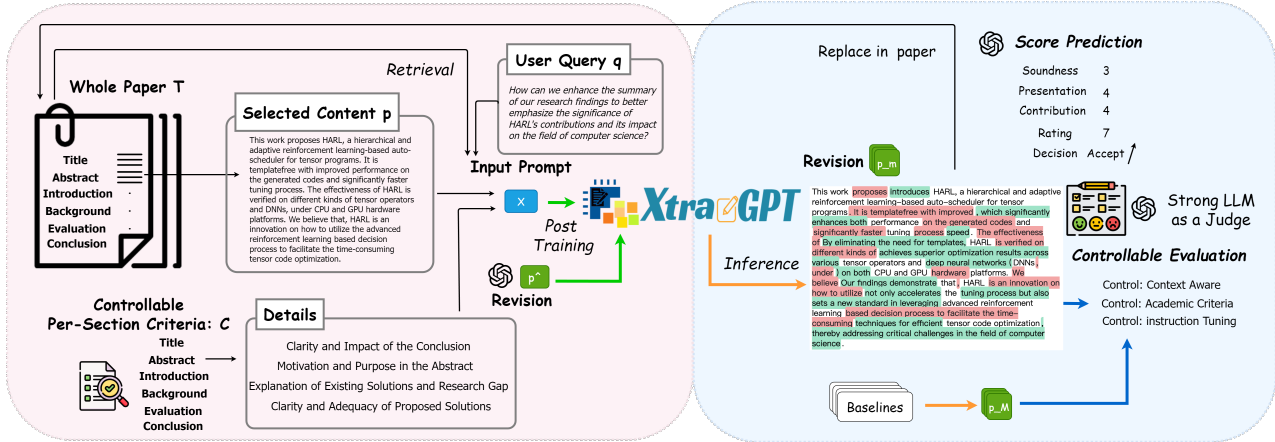 Whole Paper T
Title
Abstract
Introduction
Background
Evaluation
Conclusion
Retrieval
Selected Content p
This work proposes HARL, a hierarchical and
adaptive reinforcement learning-based auto-
scheduler for tensor programs. It is
templatefree with improved performance on
the generated codes and significantly faster
tuning process. The effectiveness of HARL is
verified on different kinds of tensor operators
and DNNs, under CPU and GPU hardware
platforms. We believe that, HARL is an
innovation on how to utilize the advanced
reinforcement learning based decision
process to facilitate the time-consuming
tensor code optimization.
User Query q
How can we enhance the summary
of our research findings to better
emphasize the significance of
HARL's contributions and its impact
on the field of computer science?
Input Prompt
X
Post
Training
p^
Revision
XtraGPT
Controllable
Per-Section Criteria: C
Title
Abstract
Introduction
Background
Evaluation
Conclusion
Details
Clarity and Impact of the Conclusion
Motivation and Purpose in the Abstract
Explanation of Existing Solutions and Research Gap
Clarity and Adequacy of Proposed Solutions
Inference
Replace in paper
Revision
p_m
This work proposes introduces HARL, a hierarchical and adaptive
reinforcement learning-based auto-scheduler for tensor
programs. It is templatefree with improved , which significantly
enhances both performance on the generated codes and
significantly faster tuning process speed. The effectiveness
of By eliminating the need for templates, HARL is verified on
different kinds of achieves superior optimization results across
various tensor operators and deep neural networks (DNNs,
under ) on both CPU and GPU hardware platforms. We
believe Our findings demonstrate that, HARL is an innovation on
how to utilize not only accelerates the tuning process but also
sets a new standard in leveraging advanced reinforcement
learning based decision process to facilitate the time-
consuming techniques for efficient tensor code optimization,
thereby addressing critical challenges in the field of computer
science.
Baselines
p_M
Score Prediction
Soundness 3
Presentation 4
Contribution 4
Rating 7
Decision Accept
Strong LLM
as a Judge
Controllable Evaluation
Control: Context Aware
Control: Academic Criteria
Control: instruction Tuning